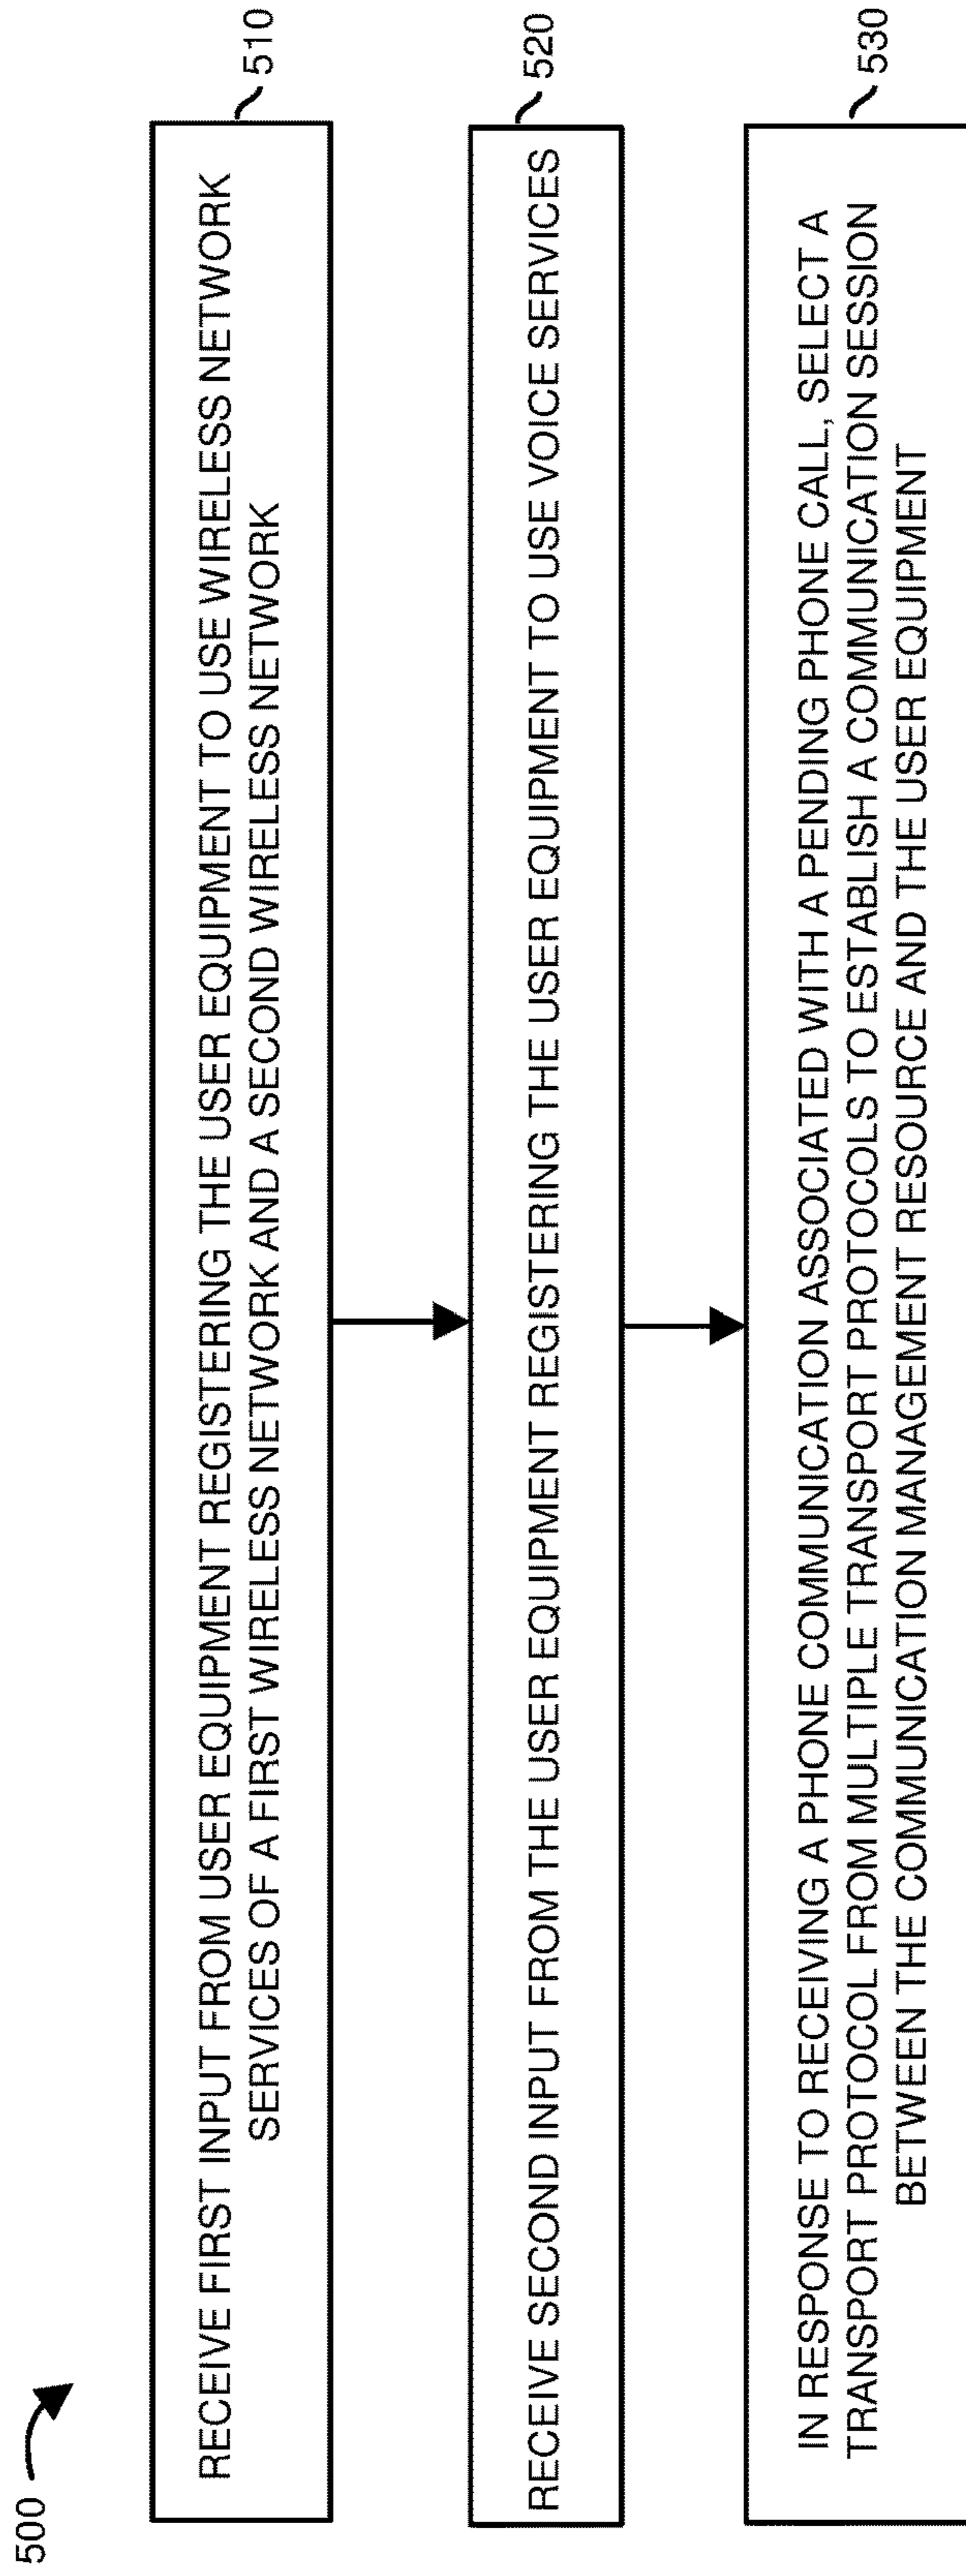 500
RECEIVE FIRST INPUT FROM USER EQUIPMENT REGISTERING THE USER EQUIPMENT TO USE WIRELESS NETWORK
SERVICES OF A FIRST WIRELESS NETWORK AND A SECOND WIRELESS NETWORK
510
RECEIVE SECOND INPUT FROM THE USER EQUIPMENT REGISTERING THE USER EQUIPMENT TO USE VOICE SERVICES
520
IN RESPONSE TO RECEIVING A PHONE COMMUNICATION ASSOCIATED WITH A PENDING PHONE CALL, SELECT A
TRANSPORT PROTOCOL FROM MULTIPLE TRANSPORT PROTOCOLS TO ESTABLISH A COMMUNICATION SESSION
BETWEEN THE COMMUNICATION MANAGEMENT RESOURCE AND THE USER EQUIPMENT
530